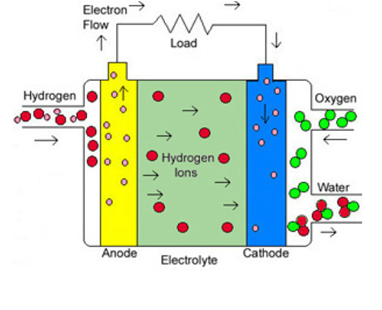 Electron
Flow
Load
Hydrogen
Oxygen
Hydrogen
Ions
Water
Anode
Cathode
Electrolyte